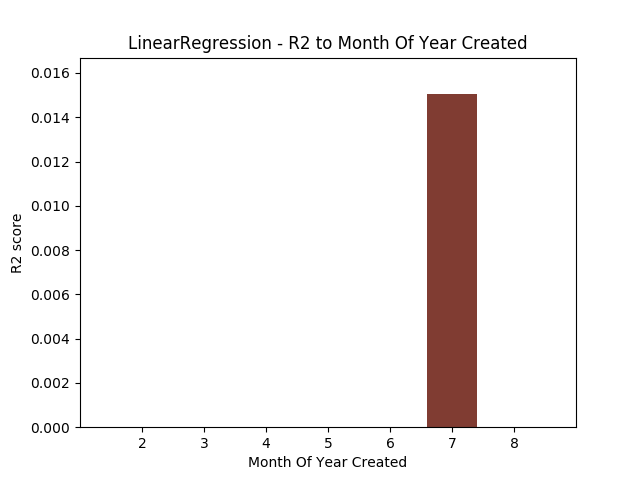 LinearRegression - R2 to Month Of Year Created
0.016
0.014
0.012
0.010
0.008
0.006
0.004
0.002
0.000
R2 score
2 3 4 5 6 7 8
Month Of Year Created